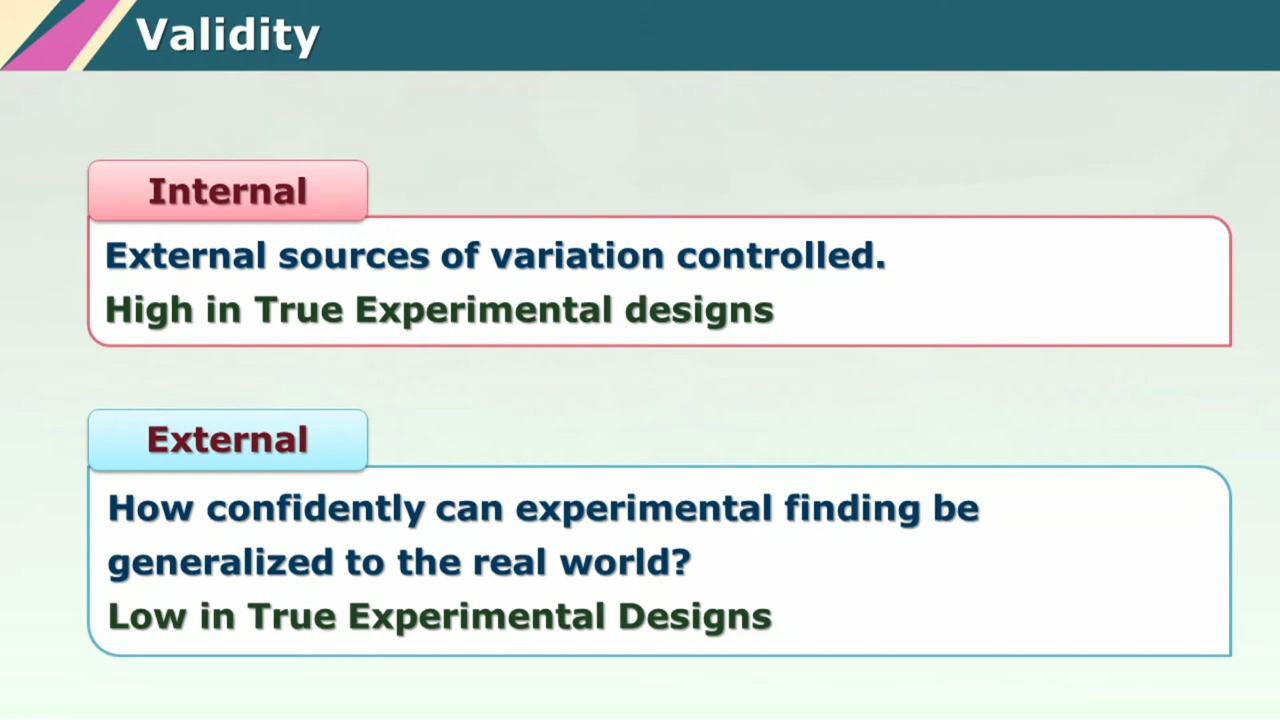 Validity
Internal
External sources of variation controlled.
High in True Experimental designs
External
How confidently can experimental finding be
generalized to the real world?
Low in True Experimental Designs